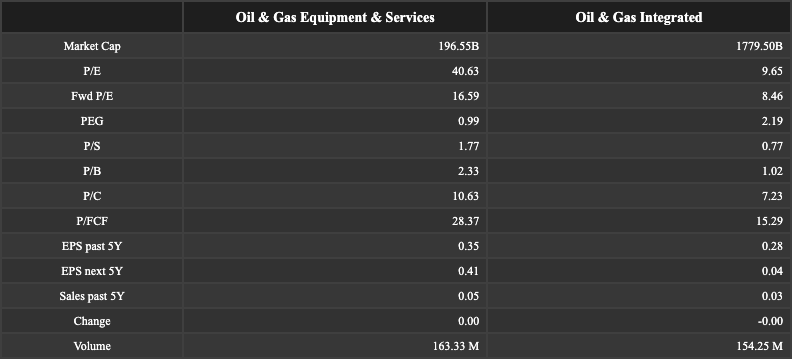 Oil & Gas Equipment & Services Oil & Gas Integrated
Market Cap 196.55B 1779.50B
P/E 40.63 9.65
Fwd P/E 16.59 8.46
PEG 0.99 2.19
P/S 1.77 0.77
P/B 2.33 1.02
P/C 10.63 7.23
P/FCF 28.37 15.29
EPS past 5Y 0.35 0.28
EPS next 5Y 0.41 0.04
Sales past 5Y 0.05 0.03
Change 0.00 -0.00
Volume 163.33 M 154.25 M